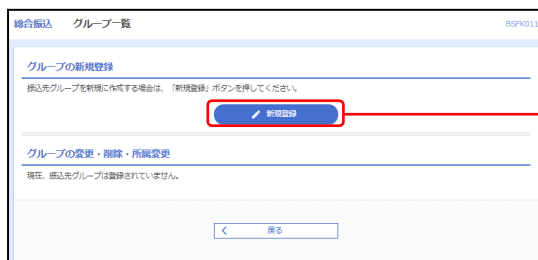 総合振込 グループ一覧 BSFK011
グループの新規登録
振込先グループを新規に作成する場合は、「新規登録」ボタンを押してください。
新規登録
グループの変更・削除・所属変更
現在、振込先グループは登録されていません。
戻る